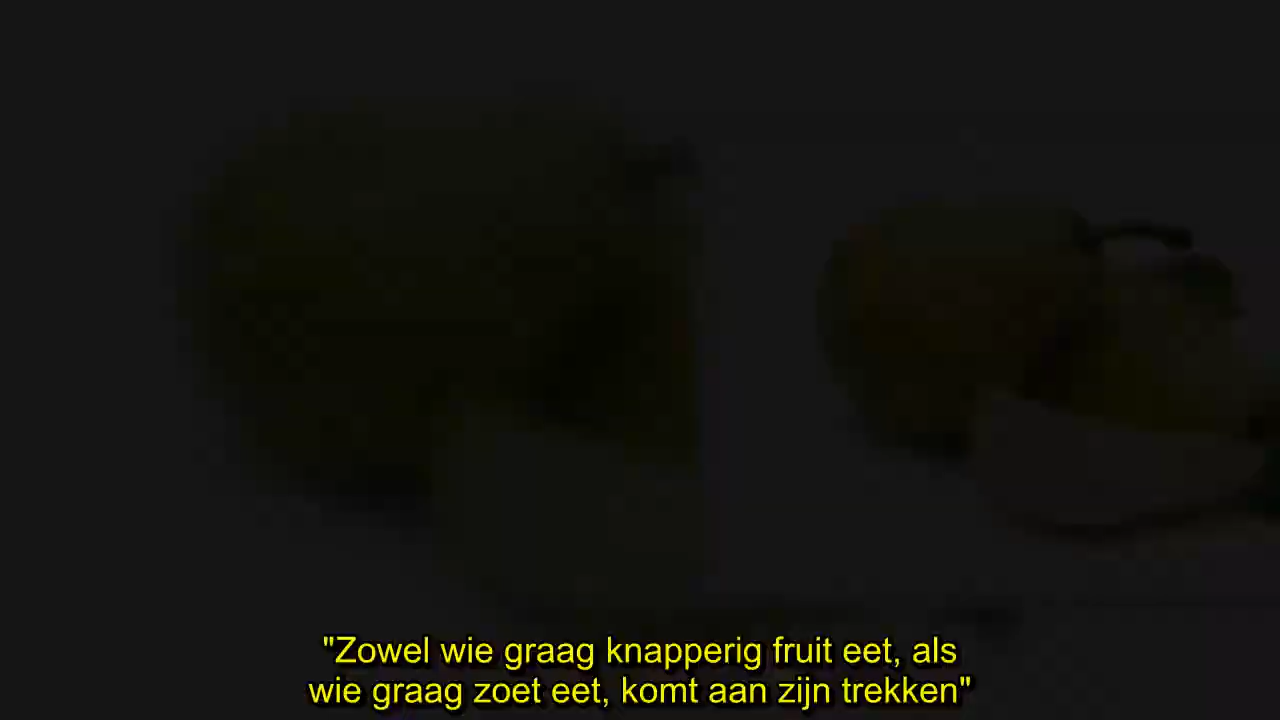 "Zowel wie graag knapperig fruit eet, als
wie graag zoet eet, komt aan zijn trekken"